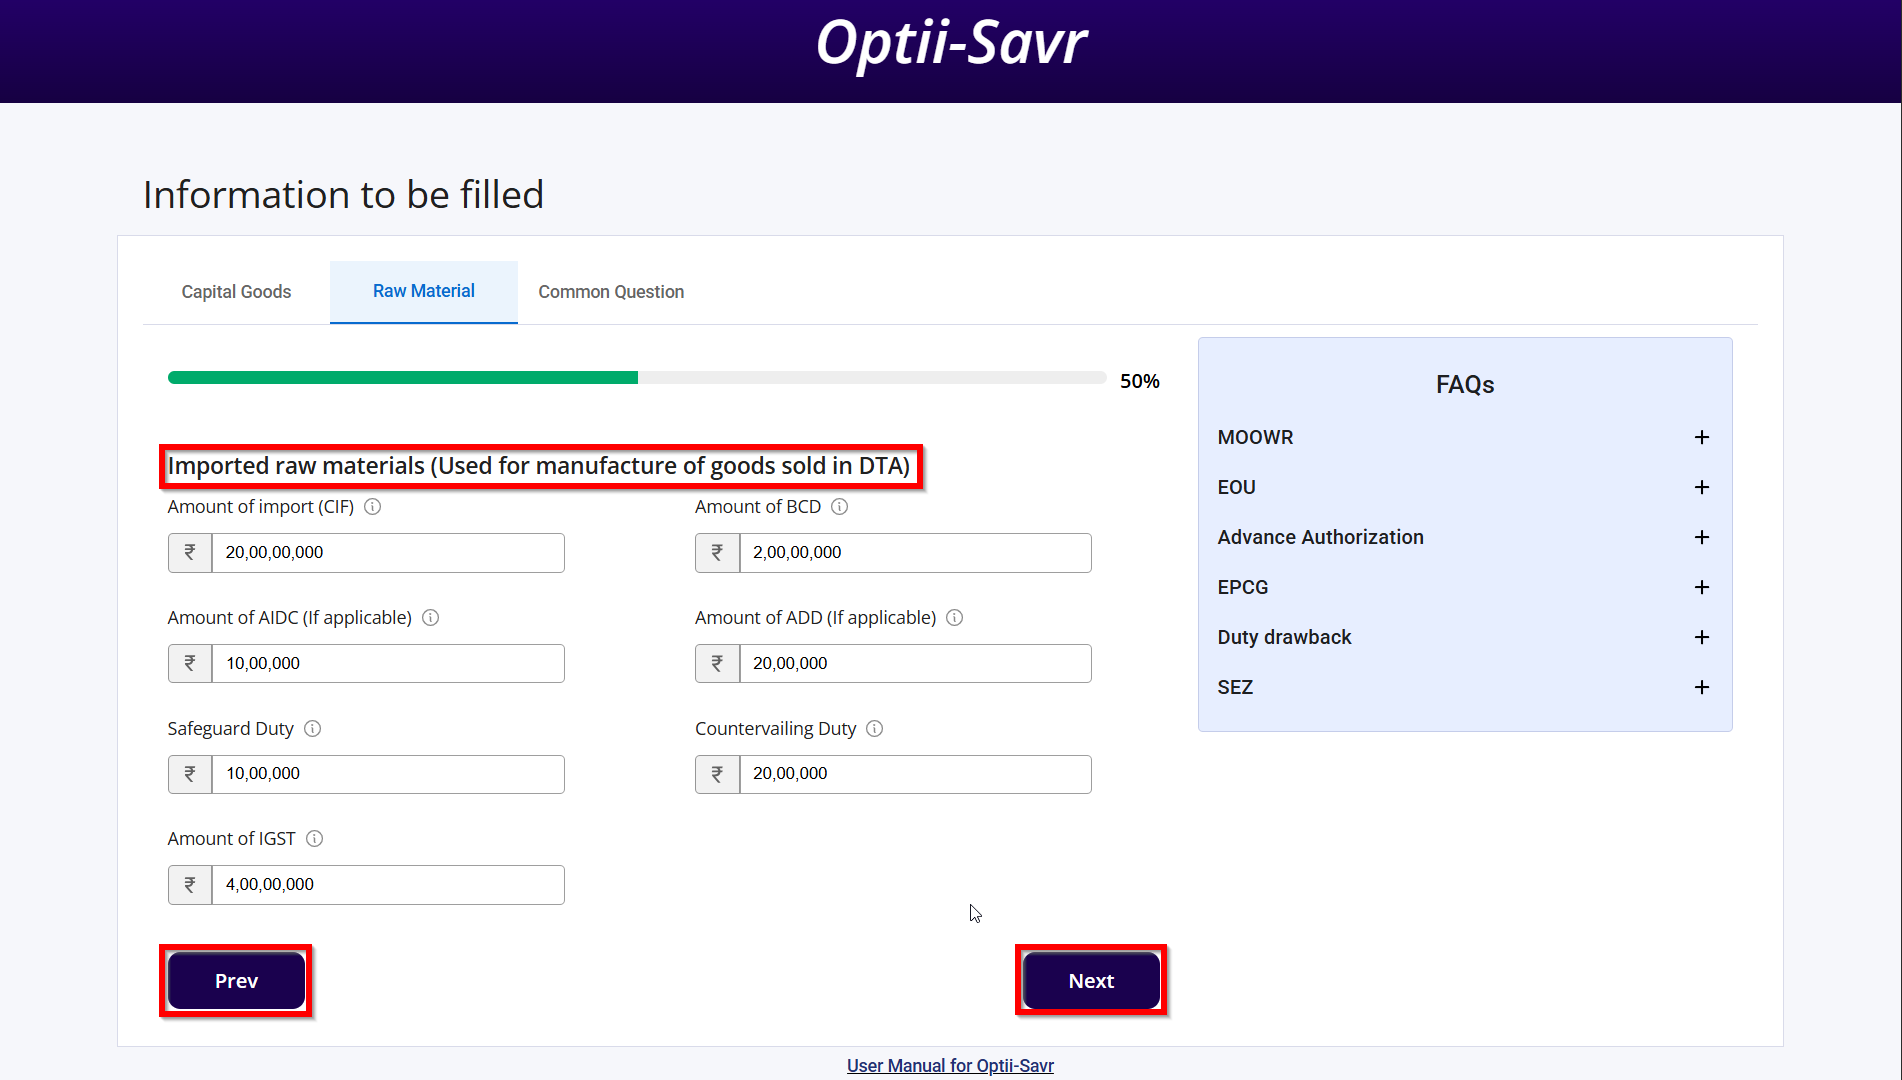 Optii-Savr
Information to be filled
Capital Goods
Raw Material
Common Question
50%
Imported raw materials (Used for manufacture of goods sold in DTA)
Amount of import (CIF)
Amount of BCD
₹ 20,00,00,000
₹ 2,00,00,000
Amount of AIDC (If applicable)
Amount of ADD (If applicable)
₹ 10,00,000
₹ 20,00,000
Safeguard Duty
Countervailing Duty
₹ 10,00,000
₹ 20,00,000
Amount of IGST
₹ 4,00,00,000
Prev
Next
FAQs
MOOWR
EOU
Advance Authorization
EPCG
Duty drawback
SEZ
User Manual for Optii-Savr